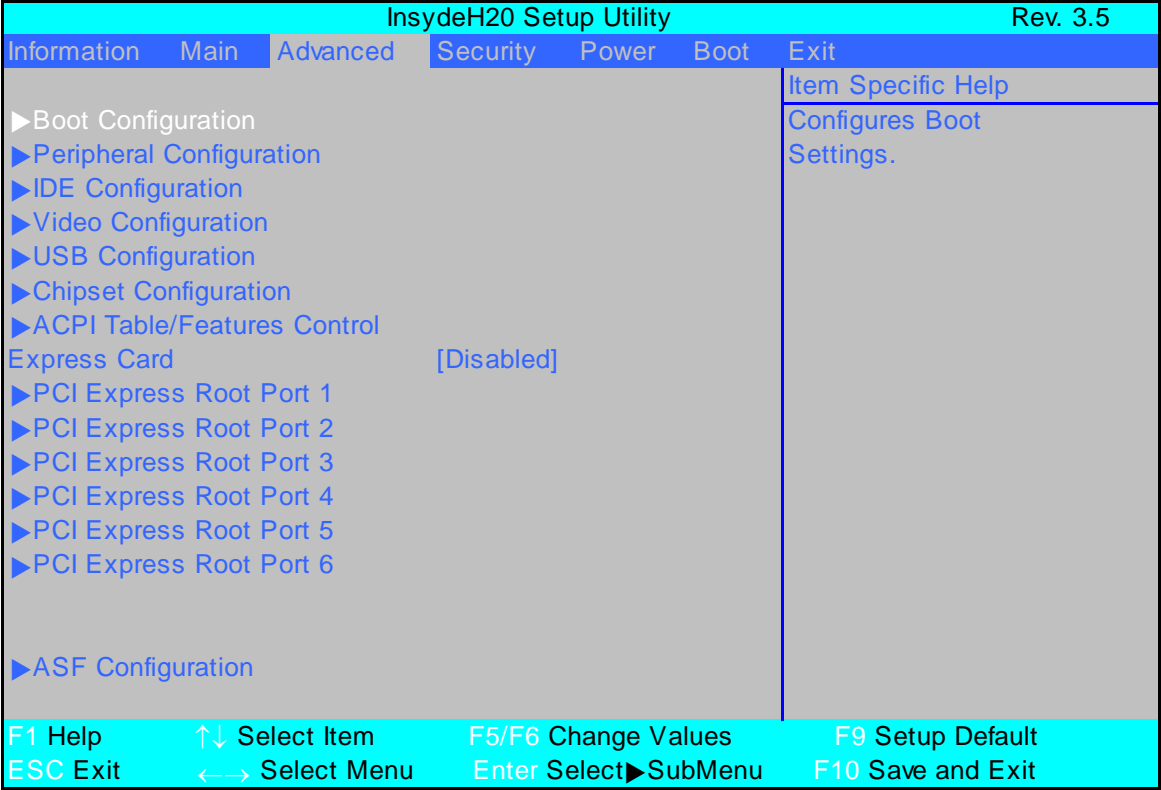 InsydeH20 Setup Utility Rev. 3.5
Information Main Advanced Security Power Boot Exit
Item Specific Help
▶Boot Configuration
Configures Boot
Settings.
▶Peripheral Configuration
▶IDE Configuration
▶Video Configuration
▶USB Configuration
▶Chipset Configuration
▶ACPI Table/Features Control
Express Card [Disabled]
▶PCI Express Root Port 1
▶PCI Express Root Port 2
▶PCI Express Root Port 3
▶PCI Express Root Port 4
▶PCI Express Root Port 5
▶PCI Express Root Port 6
▶ASF Configuration
F1 Help ↑↓ Select Item F5/F6 Change Values F9 Setup Default
ESC Exit ←→ Select Menu Enter Select▶SubMenu F10 Save and Exit